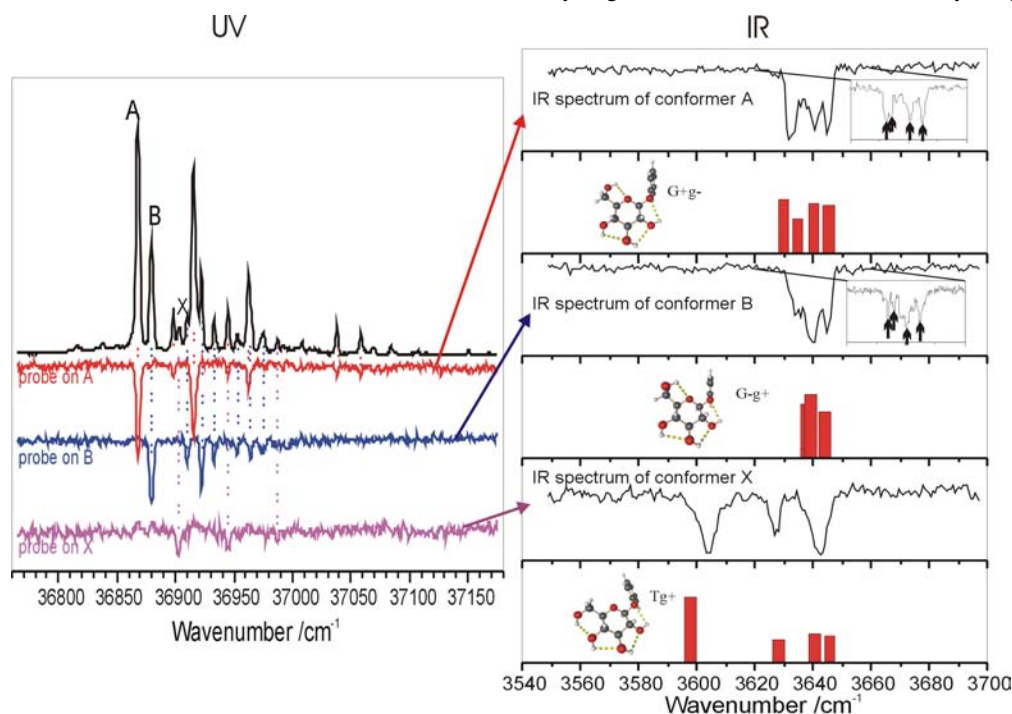 UV
IR
A
B
X
probe on A
probe on B
probe on X
36800 36850 36900 36950 37000 37050 37100 37150
Wavenumber /cm-1
IR spectrum of conformer A
G+g-
IR spectrum of conformer B
G-g+
IR spectrum of conformer X
Tg+
3540 3560 3580 3600 3620 3640 3660 3680 3700
Wavenumber /cm-1